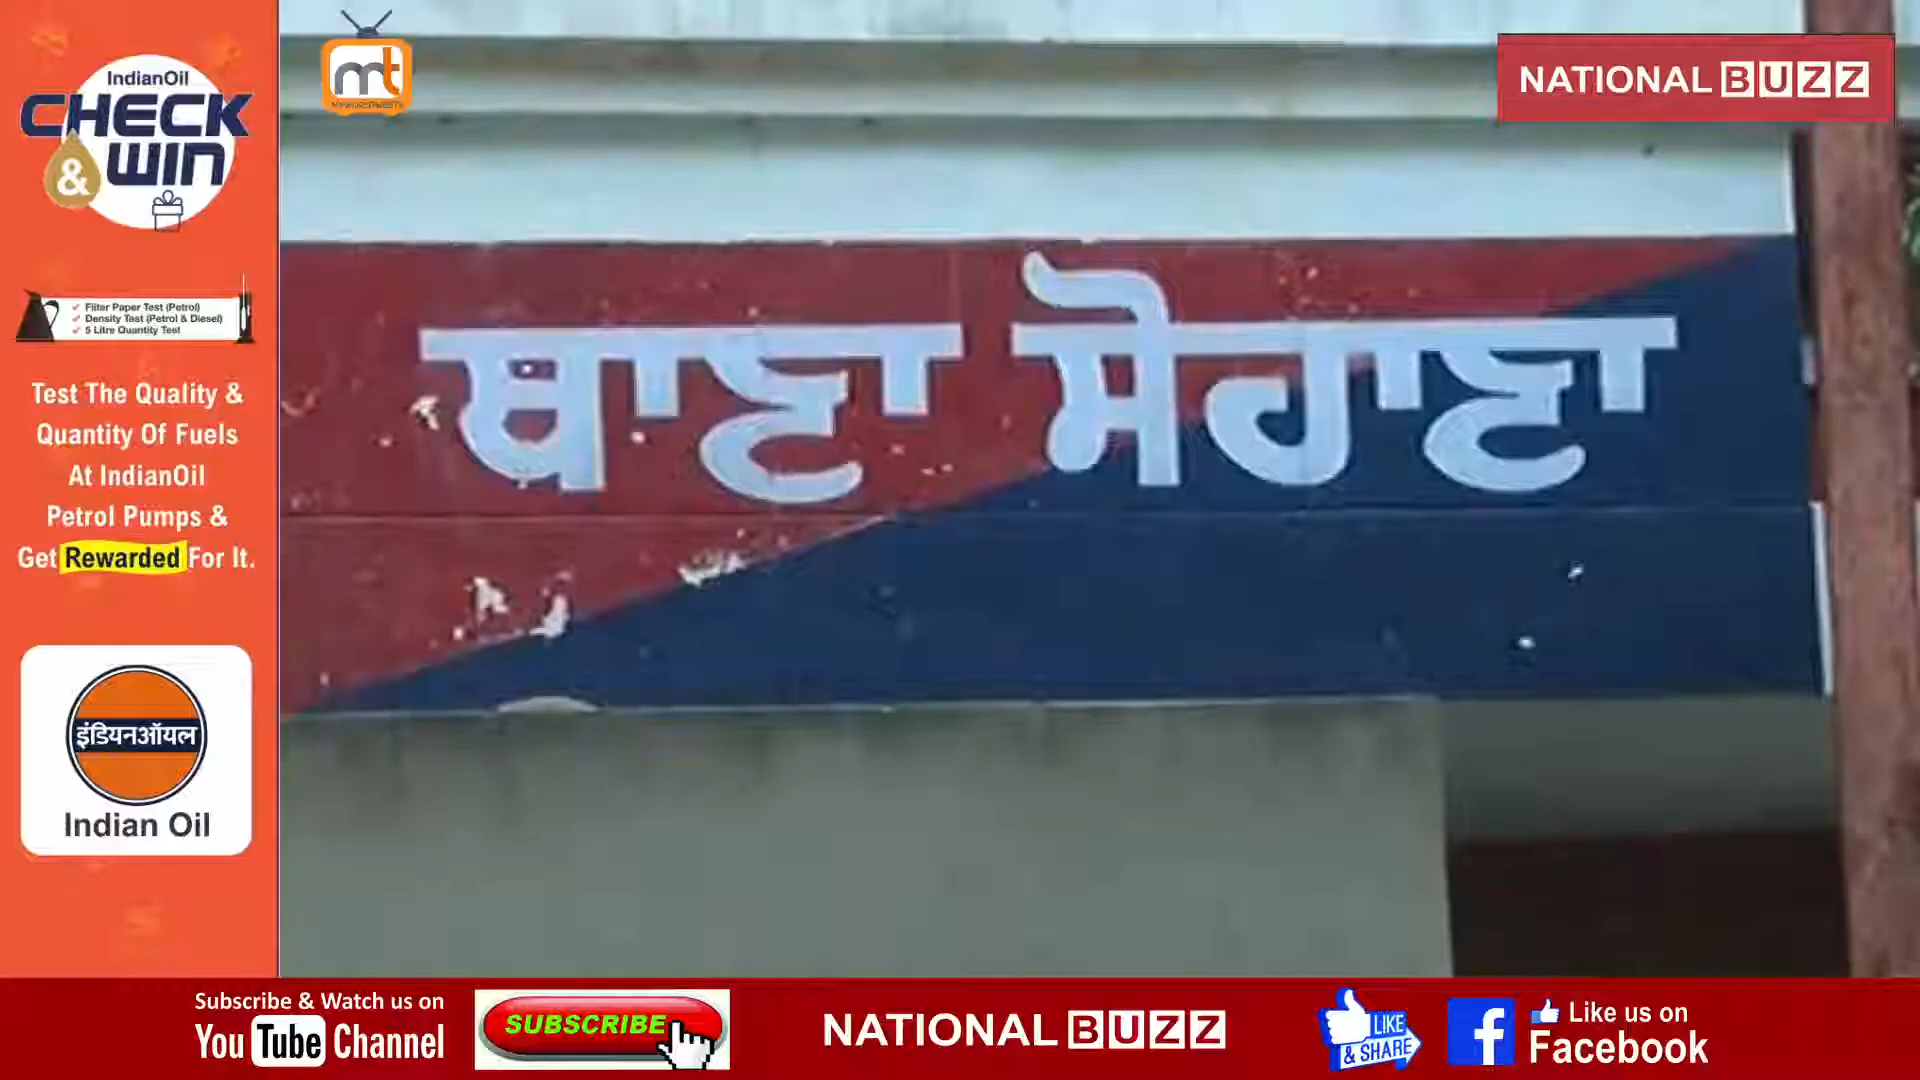 IndianOil
CHECK
& WIN
✓ Filter Paper Test (Petrol)
✓ Density Test (Petrol & Diesel)
✓ 5 Litre Quantity Test
Test The Quality &
Quantity Of Fuels
At IndianOil
Petrol Pumps &
Get Rewarded For It.
इंडियनऑयल
Indian Oil
mt
NATIONAL BUZZ
ਥਾਣਾ ਸੋਹਾਣਾ
Subscribe & Watch us on
YouTube Channel
SUBSCRIBE
NATIONAL BUZZ
LIKE
& SHARE
f
Like us on
Facebook